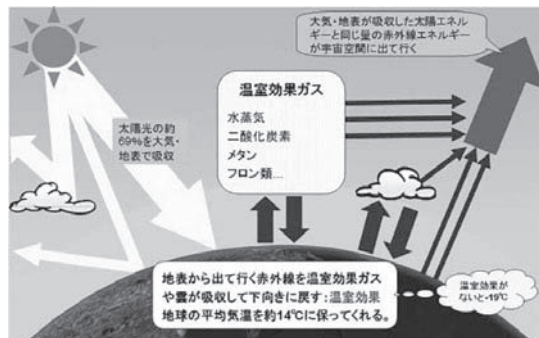 大気・地表が吸収した太陽エネル
ギーと同じ量の赤外線エネルギー
が宇宙空間に出て行く
温室効果ガス
水蒸気
二酸化炭素
メタン
フロン類...
太陽光の約
69%を大気・
地表で吸収
地表から出て行く赤外線を温室効果ガス
や雲が吸収して下向きに戻す:温室効果
地球の平均気温を約14℃に保ってくれる。
温室効果が
ないと-19℃